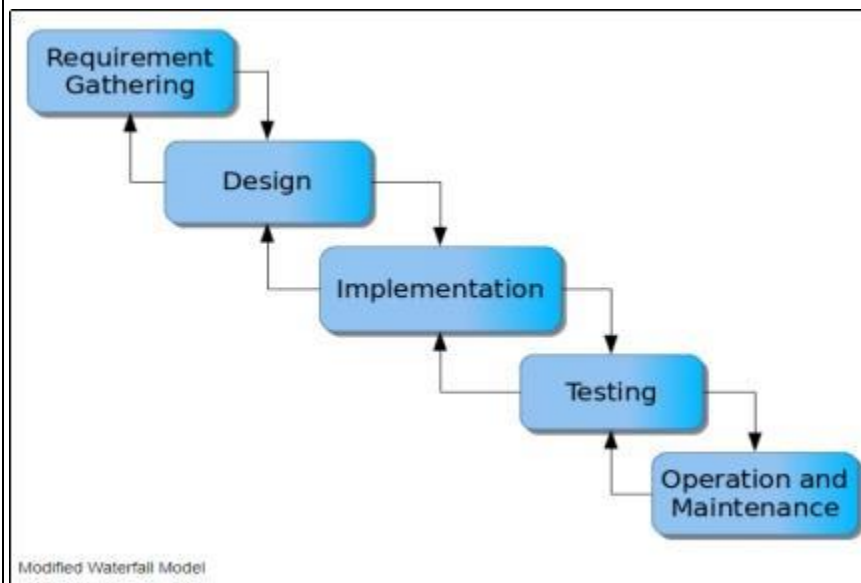 Requirement
Gathering
Design
Implementation
Testing
Operation and
Maintenance
Modified Waterfall Model